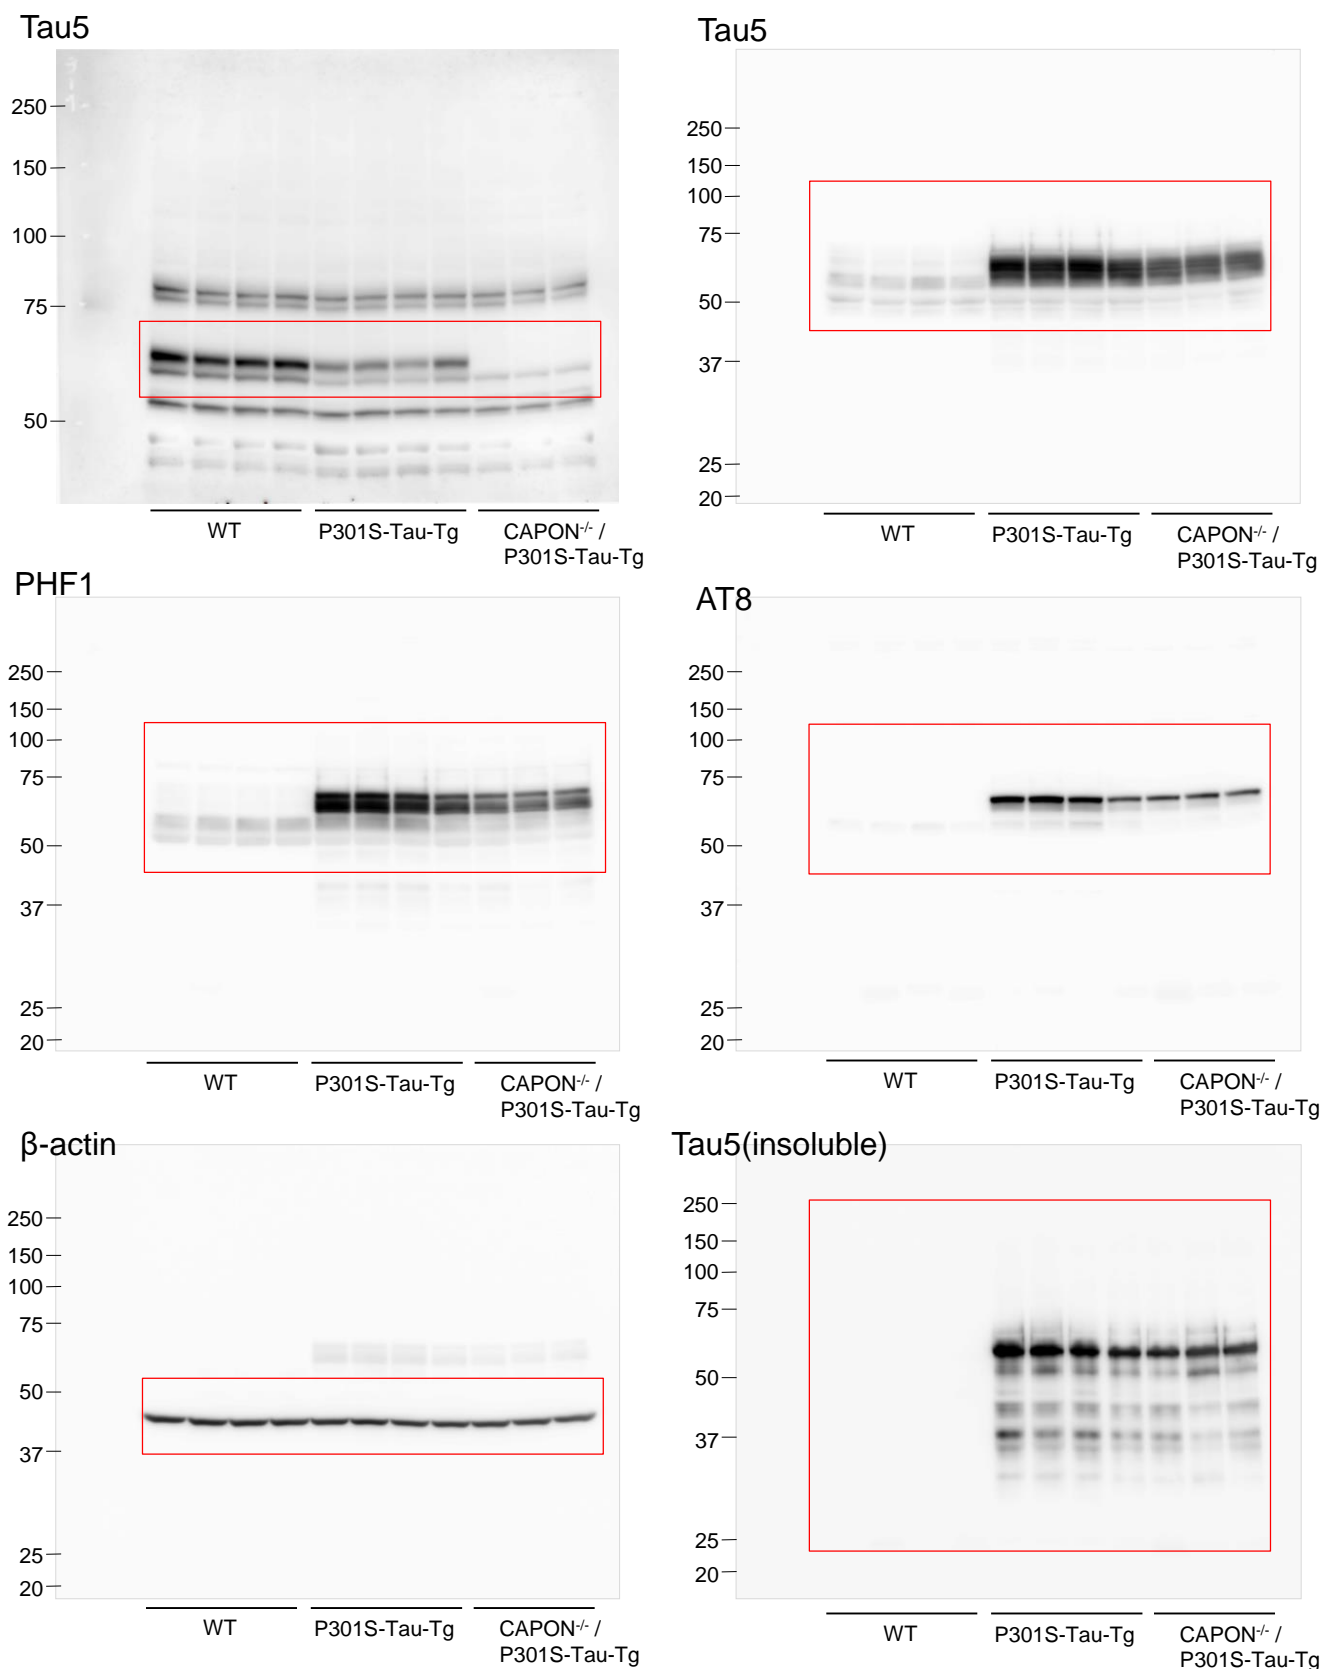 Tau5
250
150
100
75
50
WT
P301S-Tau-Tg
CAPON-/- /
P301S-Tau-Tg
Tau5
250
150
100
75
50
37
25
20
WT
P301S-Tau-Tg
CAPON-/- /
P301S-Tau-Tg
PHF1
250
150
100
75
50
37
25
20
WT
P301S-Tau-Tg
CAPON-/- /
P301S-Tau-Tg
AT8
250
150
100
75
50
37
25
20
WT
P301S-Tau-Tg
CAPON-/- /
P301S-Tau-Tg
β-actin
250
150
100
75
50
37
25
20
WT
P301S-Tau-Tg
CAPON-/- /
P301S-Tau-Tg
Tau5(insoluble)
250
150
100
75
50
37
25
20
WT
P301S-Tau-Tg
CAPON-/- /
P301S-Tau-Tg